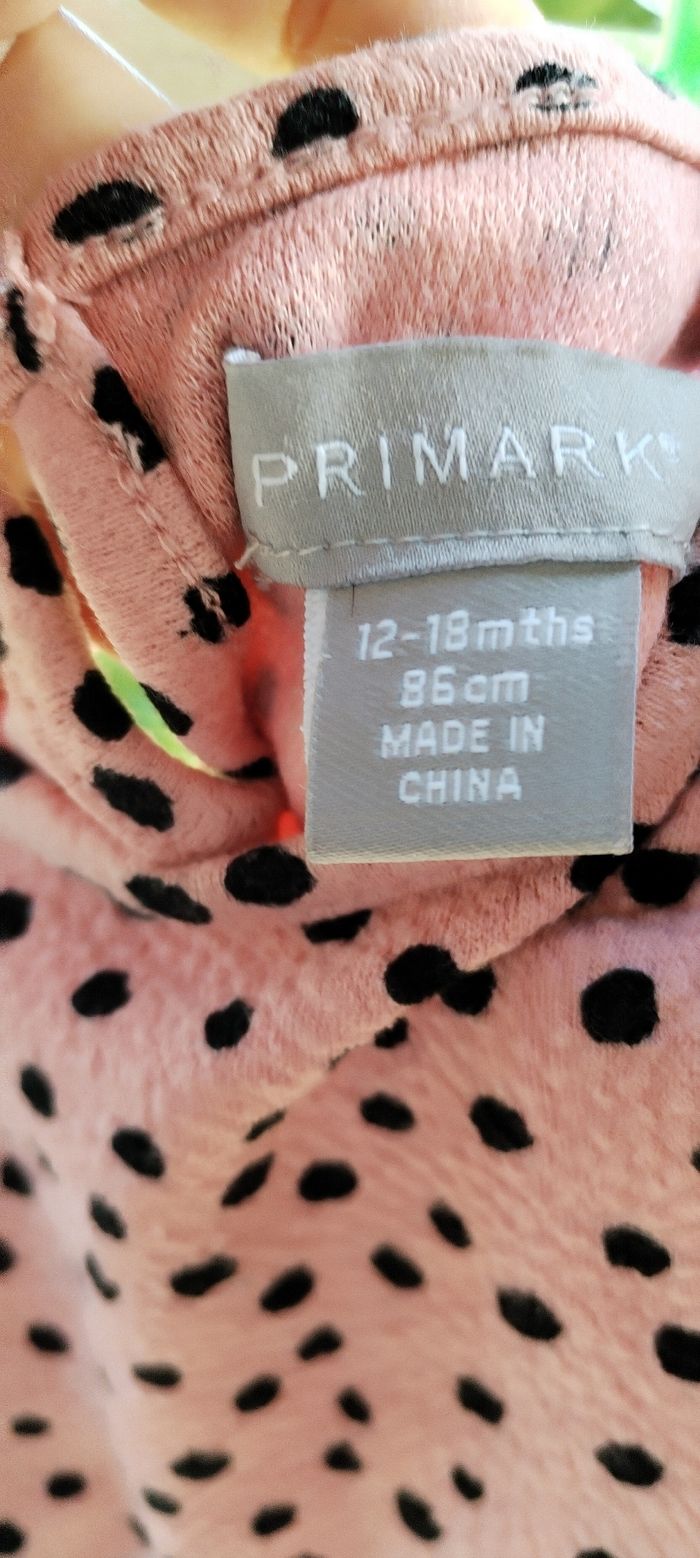 PRIMARK®
12-18mths
86cm
MADE IN
CHINA